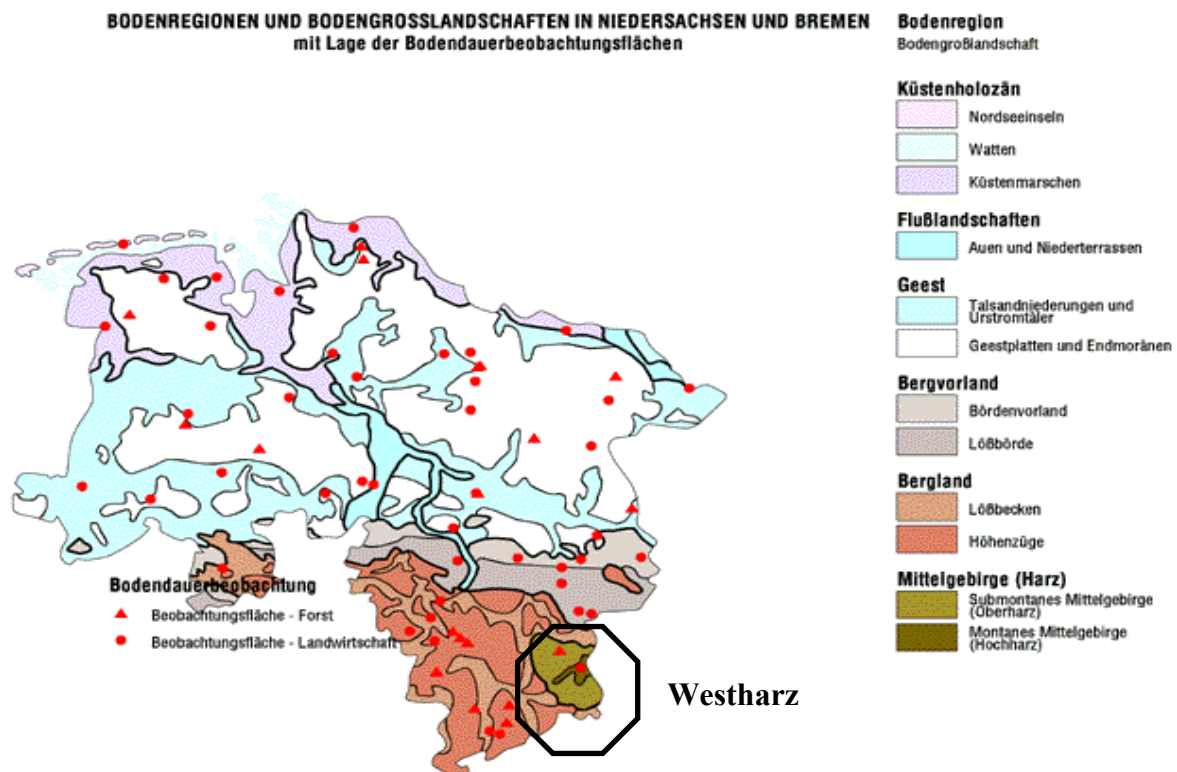 BODENREGIONEN UND BODENGROSSLANDSCHAFTEN IN NIEDERSACHSEN UND BREMEN
mit Lage der Bodendauerbeobachtungsflächen
Bodenregion
Bodengroßlandschaft
Küstenholozän
Nordseeinseln
Watten
Küstenmarschen
Flußlandschaften
Auen und Niederterrassen
Geest
Talsandniederungen und
Urstromtäler
Geestplatten und Endmoränen
Bergvorland
Bördenvorland
Lößbörde
Bergland
Lößbecken
Höhenzüge
Mittelgebirge (Harz)
Submontanes Mittelgebirge
(Oberharz)
Montanes Mittelgebirge
(Hochharz)
Bodendauerbeobachtung
Beobachtungsfläche - Forst
Beobachtungsfläche - Landwirtschaft
Westharz